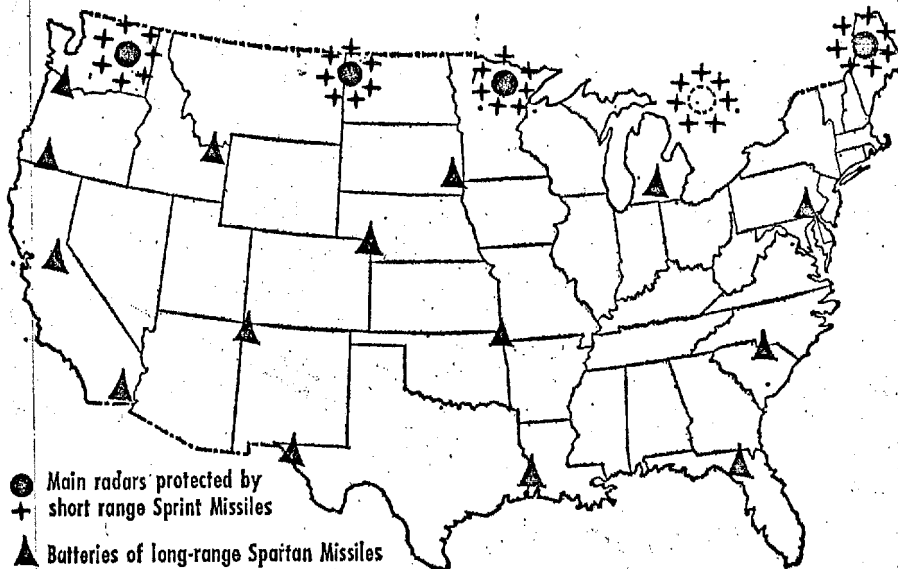 Main radars protected by
short range Sprint Missiles
Batteries of long-range Spartan Missiles